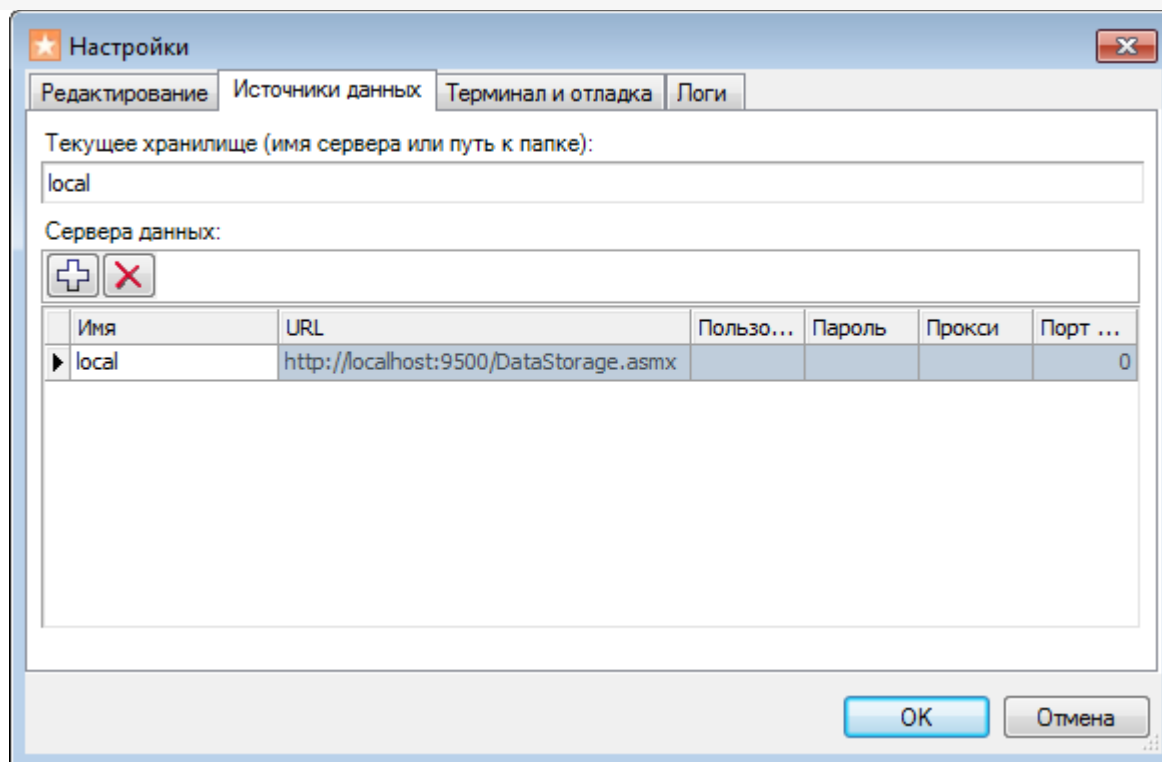 Настройки
Редактирование Источники данных Терминал и отладка Логи
Текущее хранилище (имя сервера или путь к папке):
local
Сервера данных:
Имя URL Пользо... Пароль Прокси Порт ...
local http://localhost:9500/DataStorage.asmx 0
OK Отмена